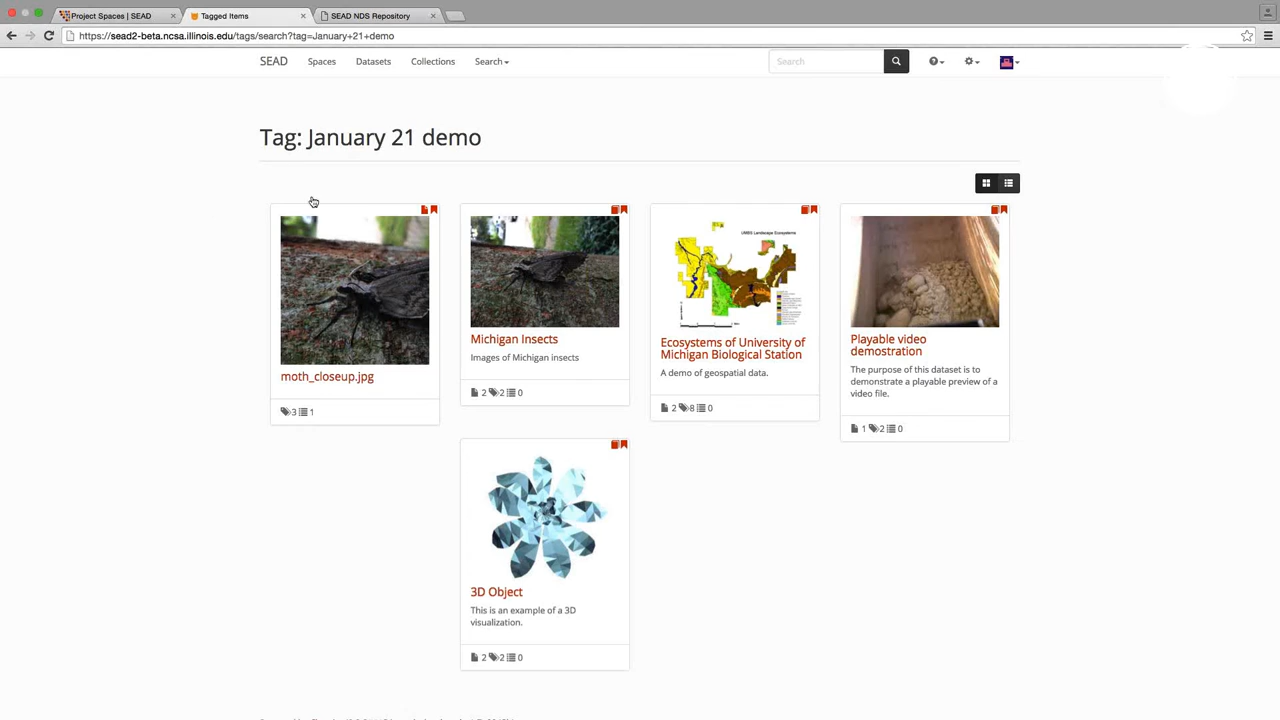 Project Spaces | SEAD
Tagged Items
SEAD NDS Repository
https://sead2-beta.ncsa.illinois.edu/tags/search?tag=January+21+demo
SEAD Spaces Datasets Collections Search
Search
Tag: January 21 demo
moth_closeup.jpg
3 1
Michigan Insects
Images of Michigan insects
2 2 0
UMBS Landscape Ecosystems
Ecosystems of University of
Michigan Biological Station
A demo of geospatial data.
2 8 0
Playable video
demostration
The purpose of this dataset is to
demonstrate a playable preview of a
video file.
1 2 0
3D Object
This is an example of a 3D
visualization.
2 2 0